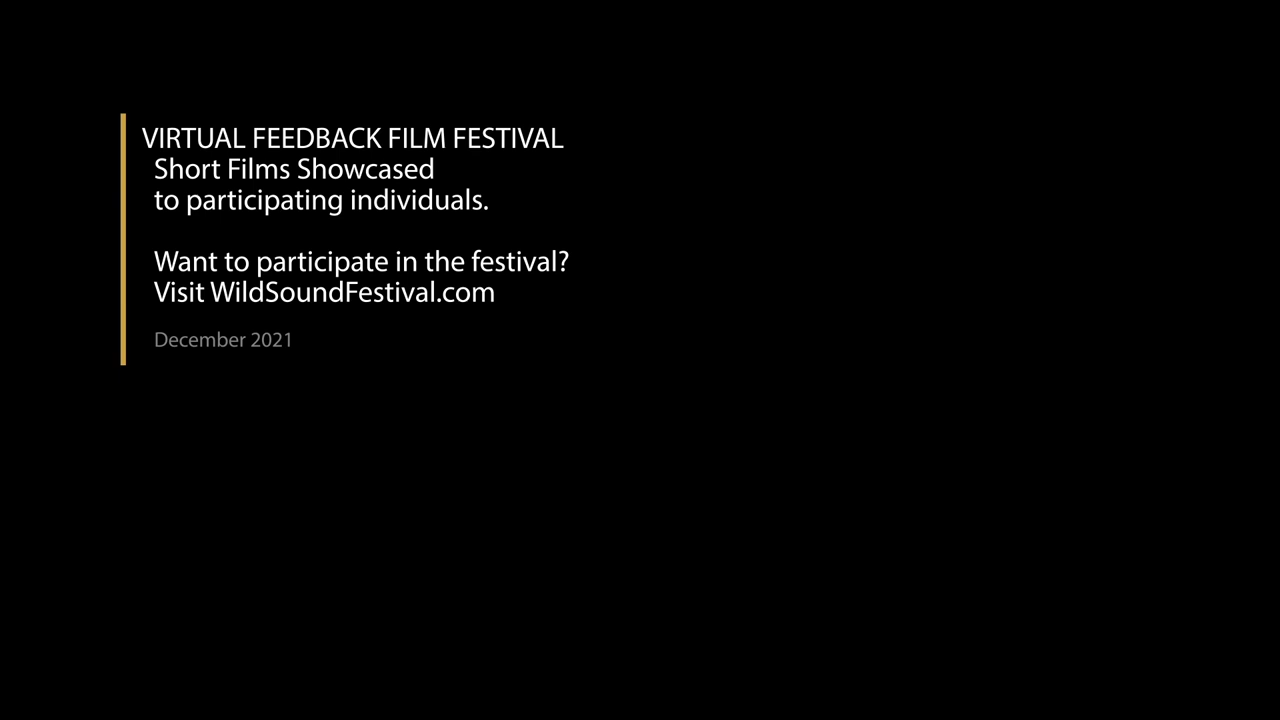 VIRTUAL FEEDBACK FILM FESTIVAL
Short Films Showcased
to participating individuals.
Want to participate in the festival?
Visit WildSoundFestival.com
December 2021